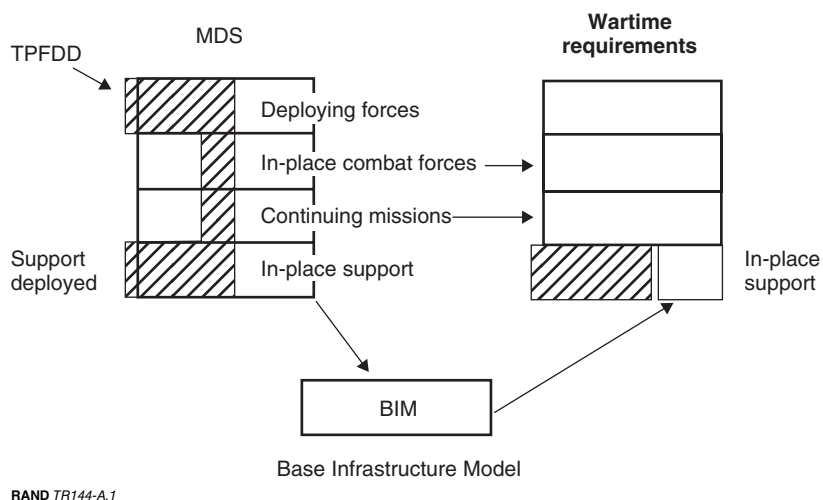 MDS
Wartime
requirements
TPFDD
Deploying forces
In-place combat forces
Continuing missions
Support
deployed
In-place support
In-place
support
BIM
Base Infrastructure Model
RAND TR144-A.1